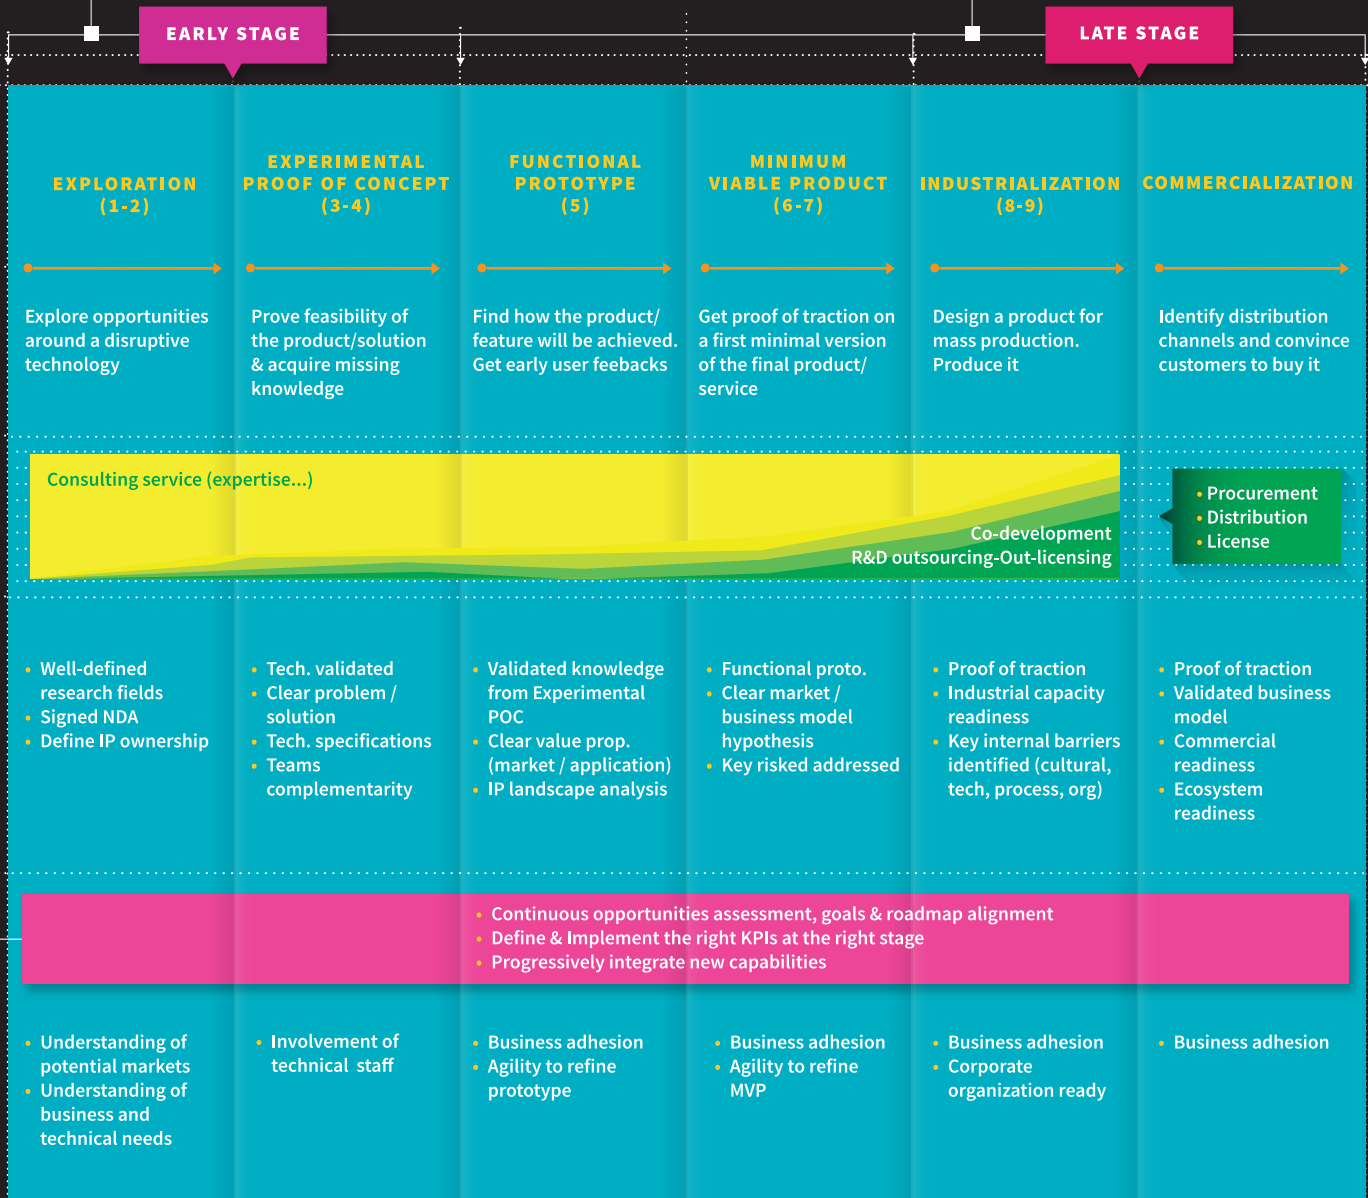 EARLY STAGE
LATE STAGE
EXPLORATION
(1-2)
EXPERIMENTAL
PROOF OF CONCEPT
(3-4)
FUNCTIONAL
PROTOTYPE
(5)
MINIMUM
VIABLE PRODUCT
(6-7)
INDUSTRIALIZATION
(8-9)
COMMERCIALIZATION
Explore opportunities
around a disruptive
technology
Prove feasibility of
the product/solution
& acquire missing
knowledge
Find how the product/
feature will be achieved.
Get early user feebacks
Get proof of traction on
a first minimal version
of the final product/
service
Design a product for
mass production.
Produce it
Identify distribution
channels and convince
customers to buy it
Consulting service (expertise...)
Co-development
R&D outsourcing-Out-licensing
• Procurement
• Distribution
• License
• Well-defined
research fields
• Signed NDA
• Define IP ownership
• Tech. validated
• Clear problem /
solution
• Tech. specifications
• Teams
complementarity
• Validated knowledge
from Experimental
POC
• Clear value prop.
(market / application)
• IP landscape analysis
• Functional proto.
• Clear market /
business model
hypothesis
• Key risked addressed
• Proof of traction
• Industrial capacity
readiness
• Key internal barriers
identified (cultural,
tech, process, org)
• Proof of traction
• Validated business
model
• Commercial
readiness
• Ecosystem
readiness
• Continuous opportunities assessment, goals & roadmap alignment
• Define & Implement the right KPIs at the right stage
• Progressively integrate new capabilities
• Understanding of
potential markets
• Understanding of
business and
technical needs
• Involvement of
technical staff
• Business adhesion
• Agility to refine
prototype
• Business adhesion
• Agility to refine
MVP
• Business adhesion
• Corporate
organization ready
• Business adhesion